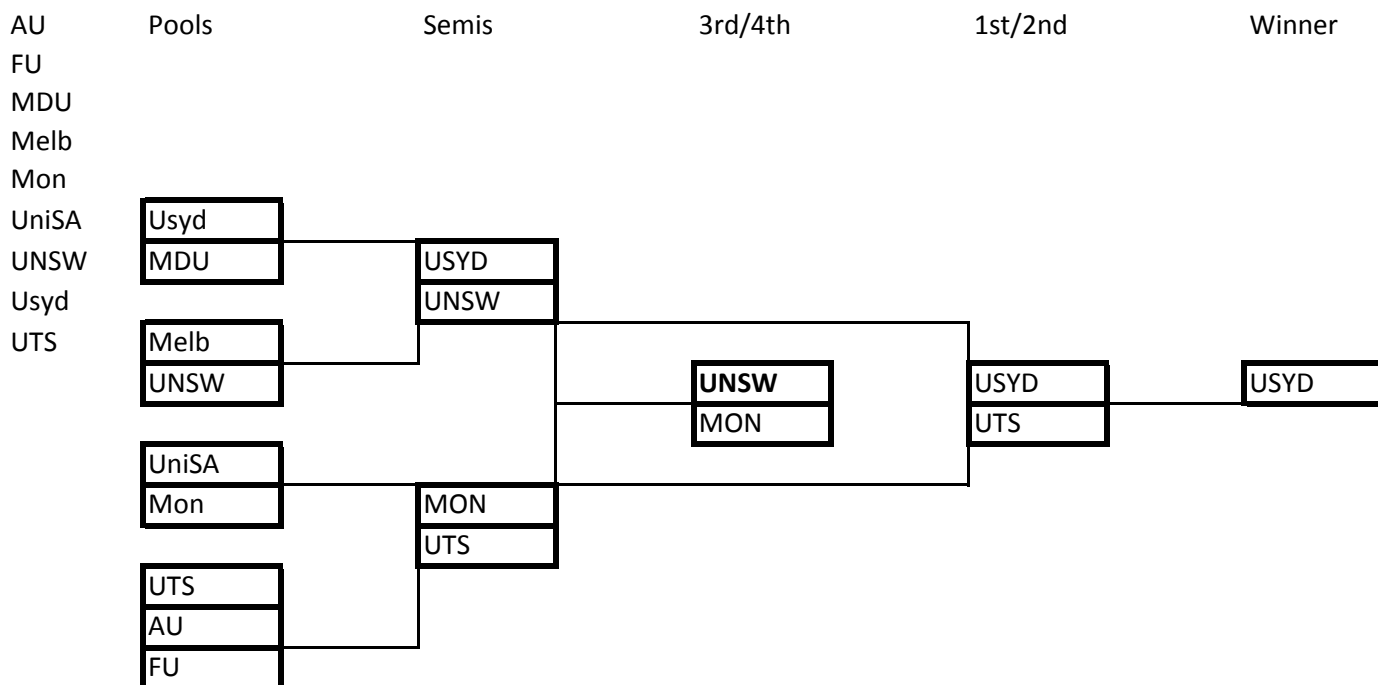 AU Pools Semis 3rd/4th 1st/2nd Winner
FU
MDU
Melb
Mon
UniSA Usyd
UNSW MDU USYD
Usyd UNSW
UTS Melb
UNSW UNSW USYD USYD
MON UTS
UniSA
Mon MON
UTS
UTS
AU
FU